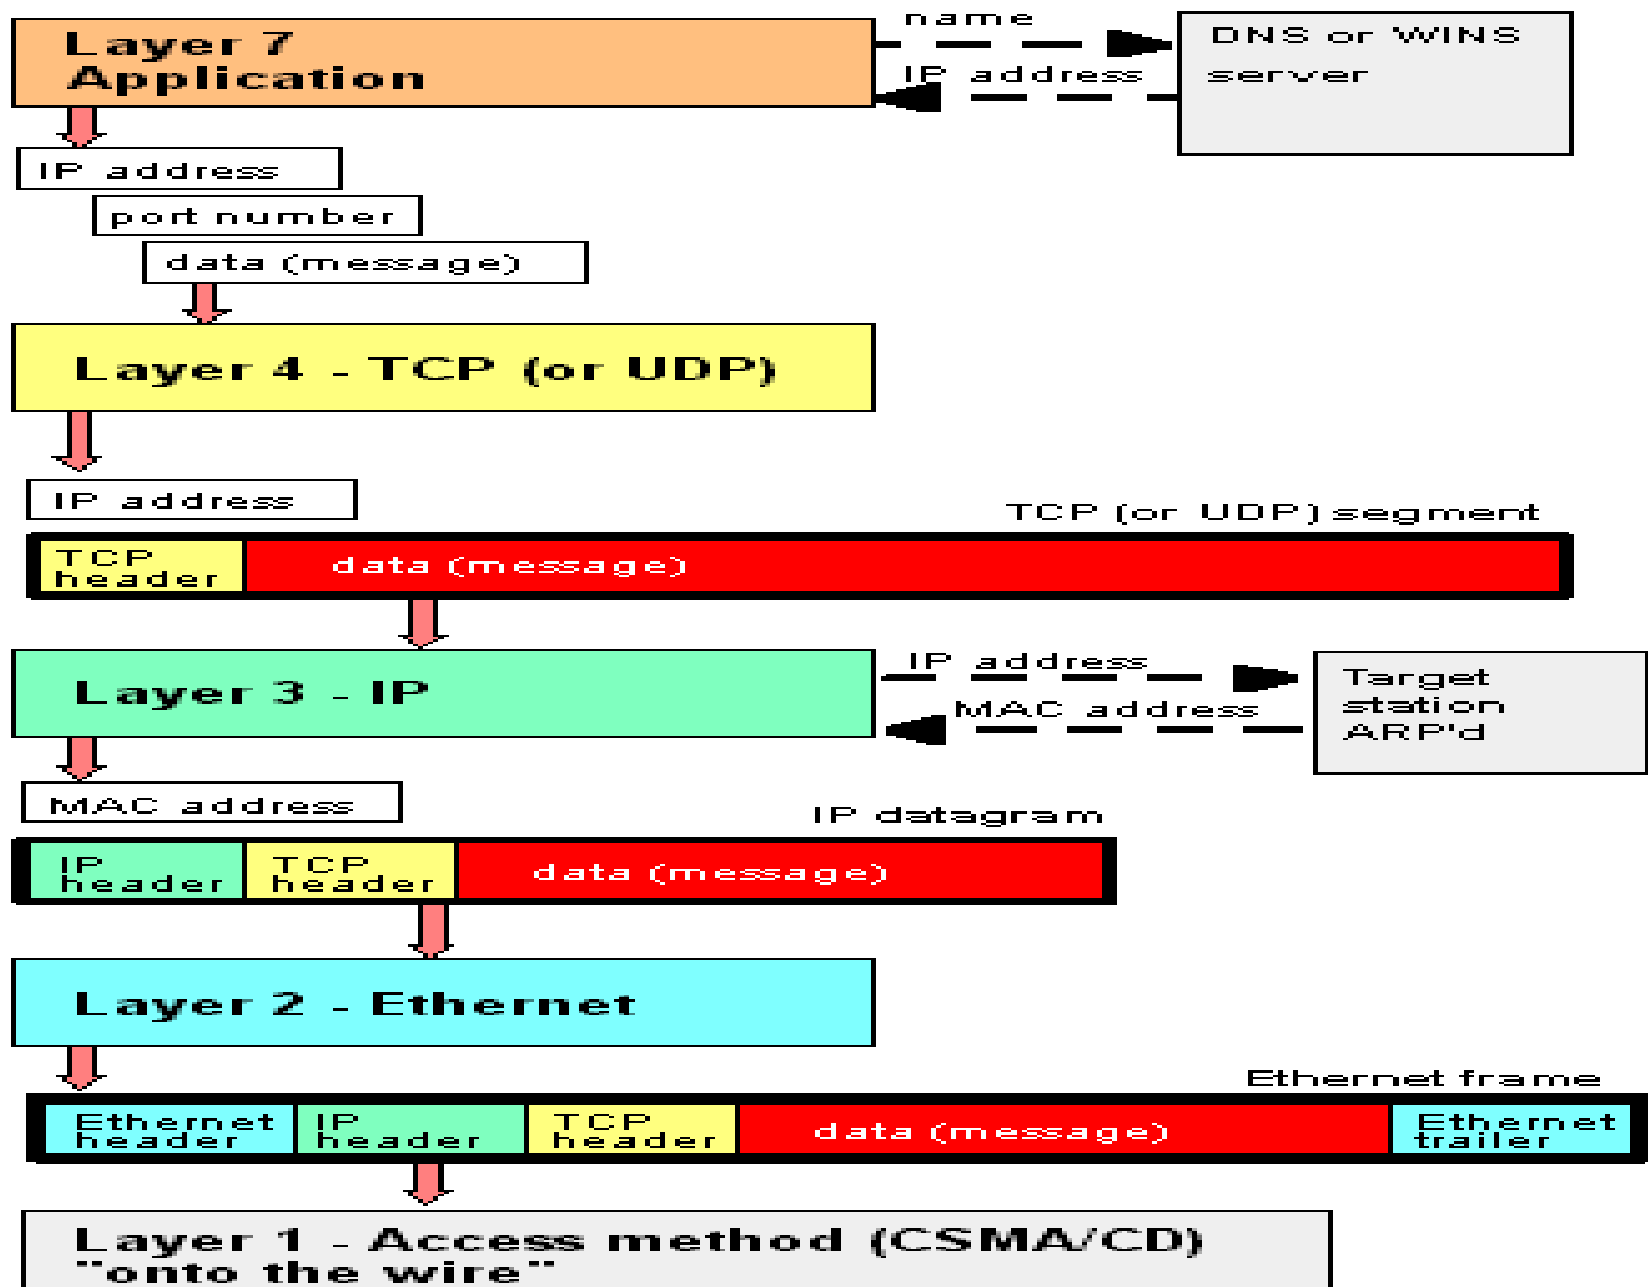 Layer 7
Application
name
IP address
DNS or WINS
server
IP address
port number
data (message)
Layer 4 - TCP (or UDP)
IP address
TCP (or UDP) segment
TCP
header
data (message)
Layer 3 - IP
IP address
MAC address
Target
station
ARP'd
MAC address
IP datagram
IP
header
TCP
header
data (message)
Layer 2 - Ethernet
Ethernet frame
Ethernet
header
IP
header
TCP
header
data (message)
Ethernet
trailer
Layer 1 - Access method (CSMA/CD)
"onto the wire"